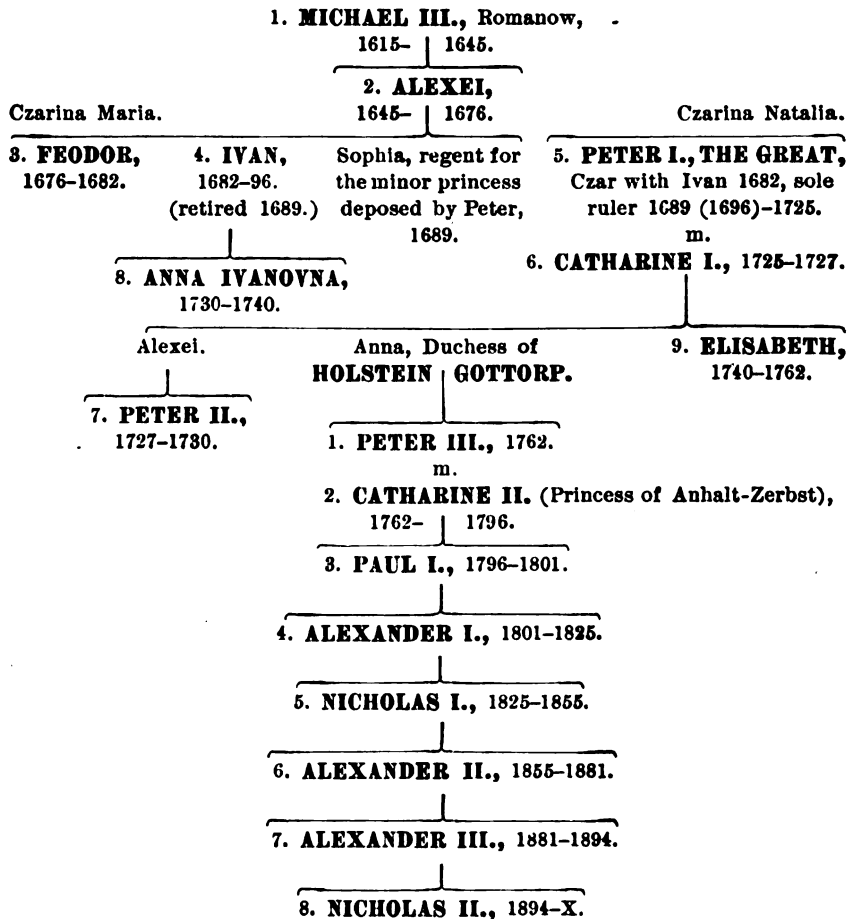 1. MICHAEL III., Romanow,
1615– 1645.
2. ALEXEI,
Czarina Maria. 1645– 1676. Czarina Natalia.
3. FEODOR, 4. IVAN, Sophia, regent for 5. PETER I., THE GREAT,
1676–1682. 1682–96. the minor princess Czar with Ivan 1682, sole
(retired 1689.) deposed by Peter, ruler 1689 (1696)–1725.
1689. m.
6. CATHARINE I., 1725–1727.
8. ANNA IVANOVNA,
1730–1740.
Alexei. Anna, Duchess of 9. ELISABETH,
HOLSTEIN GOTTORP. 1740–1762.
7. PETER II.,
1727–1730. 1. PETER III., 1762.
m.
2. CATHARINE II. (Princess of Anhalt-Zerbst),
1762– 1796.
3. PAUL I., 1796–1801.
4. ALEXANDER I., 1801–1825.
5. NICHOLAS I., 1825–1855.
6. ALEXANDER II., 1855–1881.
7. ALEXANDER III., 1881–1894.
8. NICHOLAS II., 1894–X.